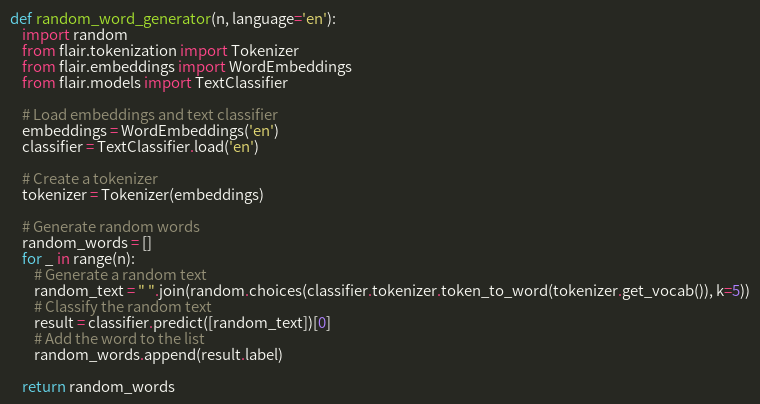 def random_word_generator(n, language='en'):
    import random
    from flair.tokenization import Tokenizer
    from flair.embeddings import WordEmbeddings
    from flair.models import TextClassifier

    # Load embeddings and text classifier
    embeddings = WordEmbeddings('en')
    classifier = TextClassifier.load('en')

    # Create a tokenizer
    tokenizer = Tokenizer(embeddings)

    # Generate random words
    random_words = []
    for _ in range(n):
        # Generate a random text
        random_text = " ".join(random.choices(classifier.tokenizer.token_to_word(tokenizer.get_vocab()), k=5))
        # Classify the random text
        result = classifier.predict([random_text])[0]
        # Add the word to the list
        random_words.append(result.label)

    return random_words